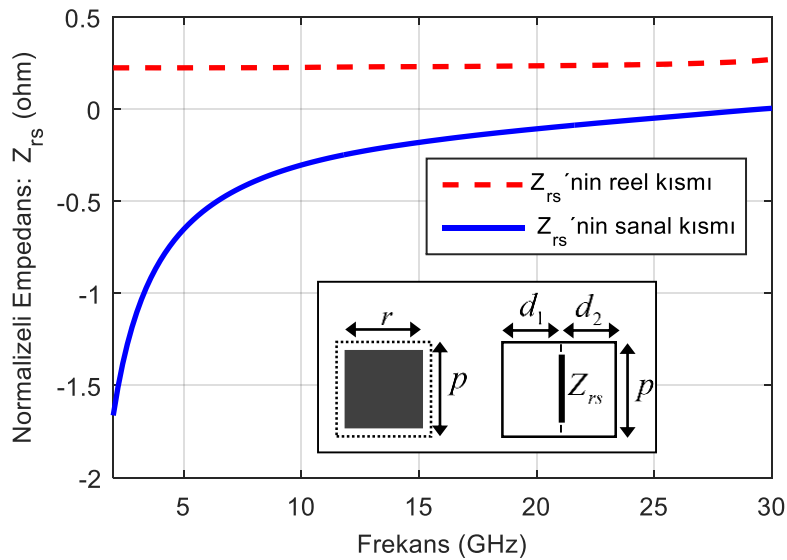 Normalizeli Empedans: Z_rs (ohm)
0.5
0
-0.5
-1
-1.5
-2
Z_rs´nin reel kısmı
Z_rs´nin sanal kısmı
r
p
d_1
d_2
Z_rs
p
5
10
15
20
25
30
Frekans (GHz)